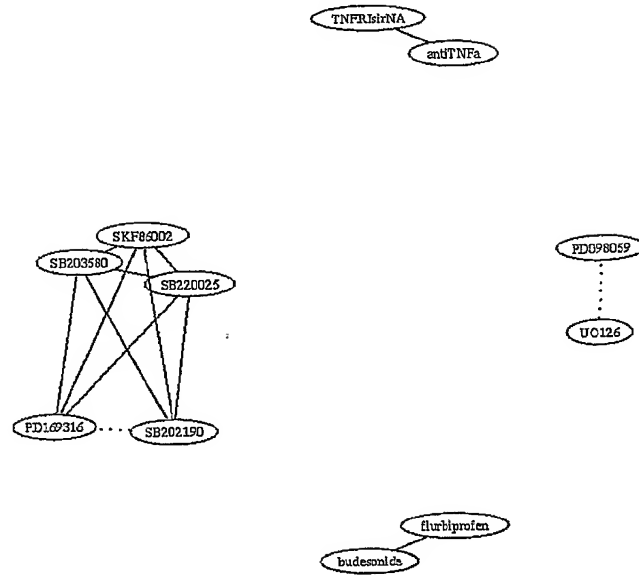 TNFRIsirNA
antiTNFa
SKF86002
SB203580
SB220025
PD098059
UO126
PD169316
SB202190
flurbiprofen
budesonide